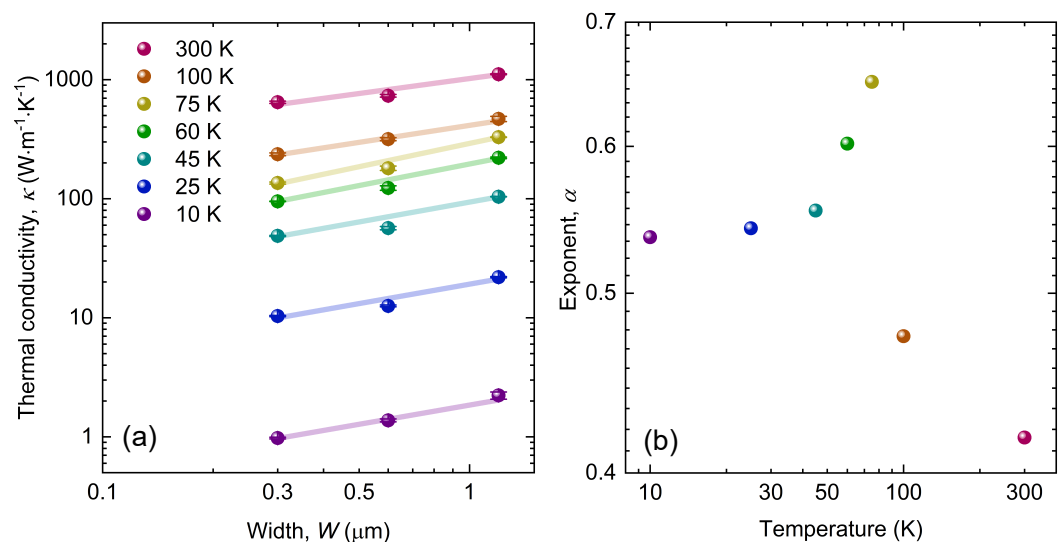 Thermal conductivity, κ (W·m⁻¹·K⁻¹)
1000
100
10
1
300 K
100 K
75 K
60 K
45 K
25 K
10 K
(a)
0.1
0.3
0.5
1
Width, W (μm)
Exponent, α
0.7
0.6
0.5
0.4
(b)
10
30
50
100
300
Temperature (K)